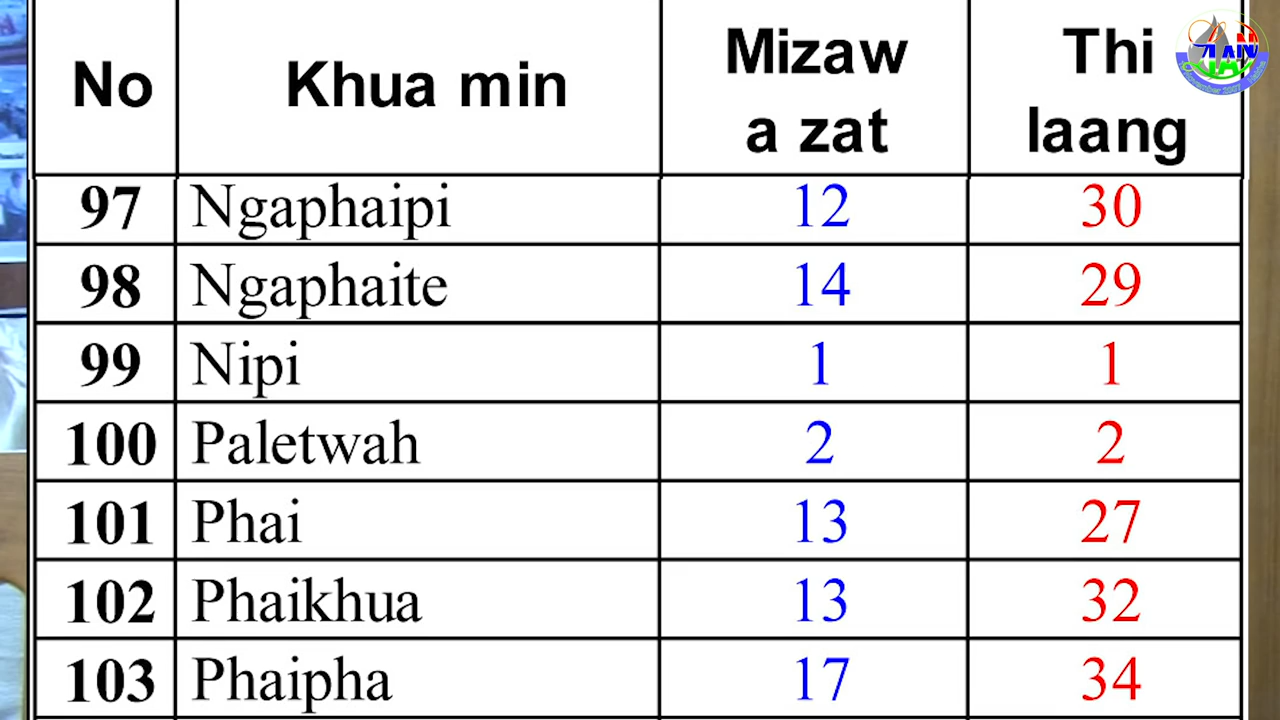 No Khua min Mizaw a zat Thi laang
97 Ngaphaipi 12 30
98 Ngaphaite 14 29
99 Nipi 1 1
100 Paletwah 2 2
101 Phai 13 27
102 Phaikhua 13 32
103 Phaipha 17 34